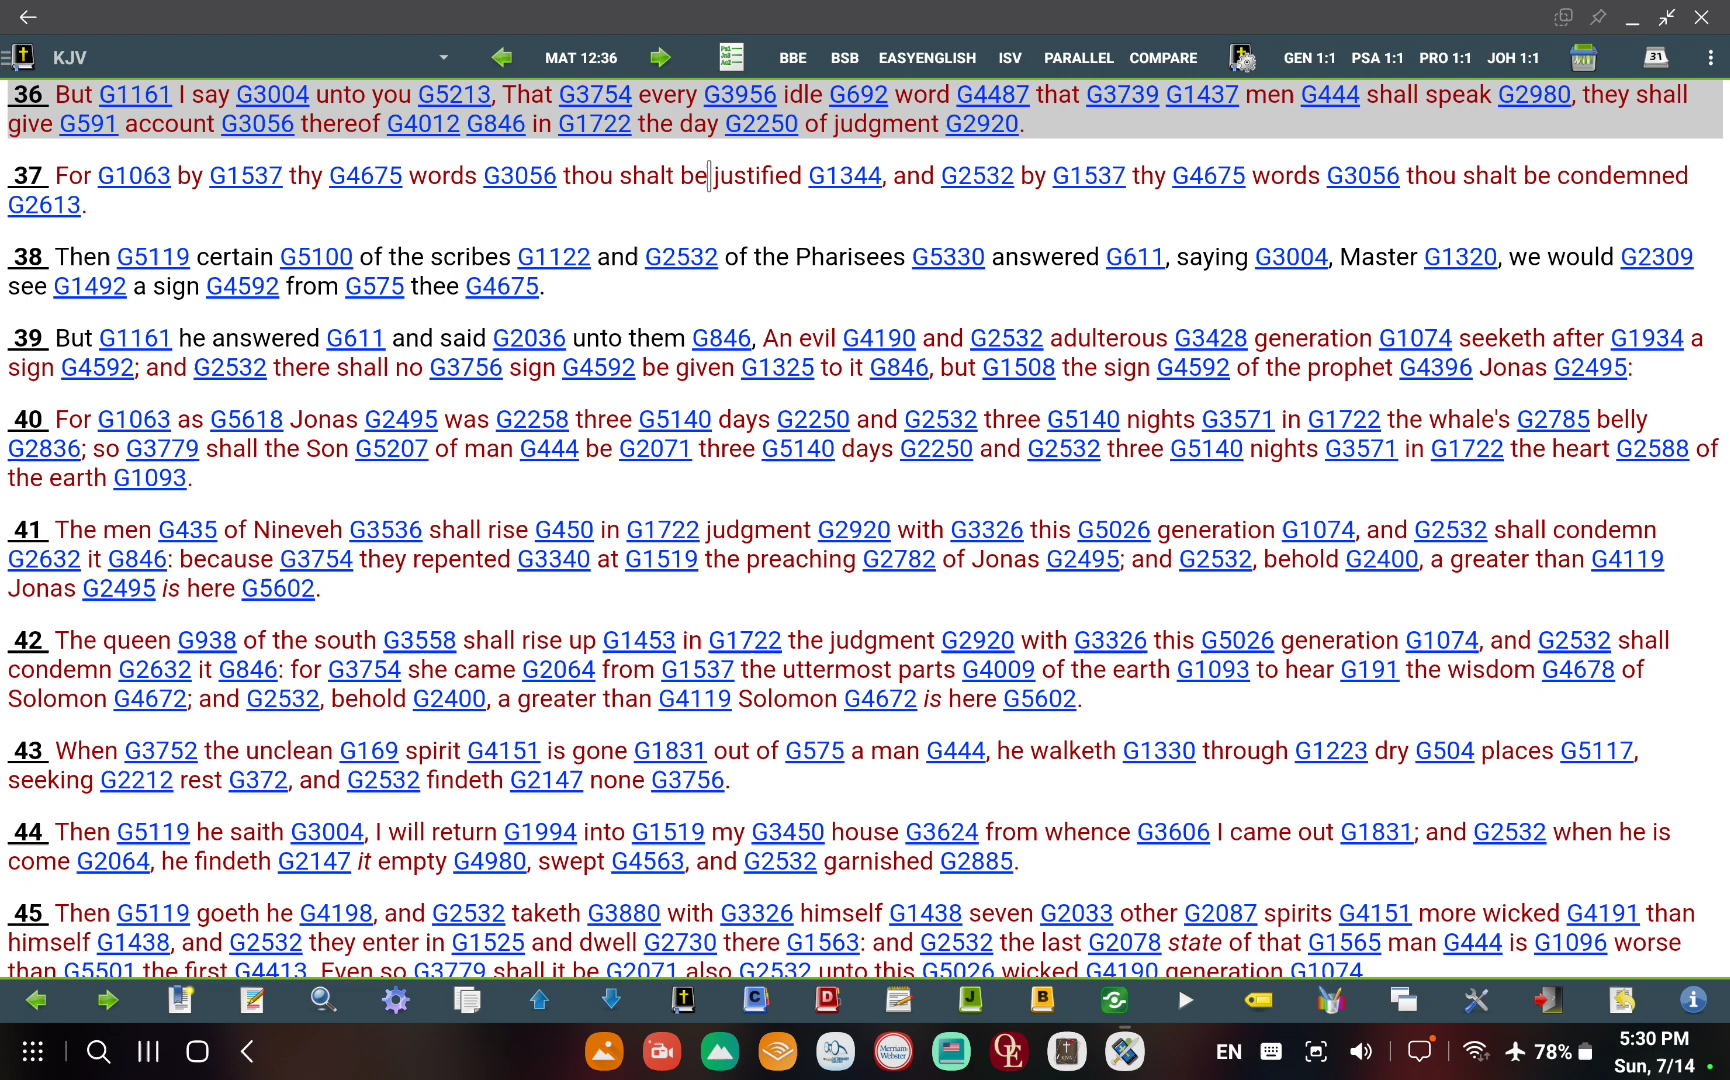 KJV MAT 12:36 BBE BSB EASYENGLISH ISV PARALLEL COMPARE GEN 1:1 PSA 1:1 PRO 1:1 JOH 1:1 31
36 But G1161 I say G3004 unto you G5213, That G3754 every G3956 idle G692 word G4487 that G3739 G1437 men G444 shall speak G2980, they shall
give G591 account G3056 thereof G4012 G846 in G1722 the day G2250 of judgment G2920.
37 For G1063 by G1537 thy G4675 words G3056 thou shalt be justified G1344, and G2532 by G1537 thy G4675 words G3056 thou shalt be condemned
G2613.
38 Then G5119 certain G5100 of the scribes G1122 and G2532 of the Pharisees G5330 answered G611, saying G3004, Master G1320, we would G2309
see G1492 a sign G4592 from G575 thee G4675.
39 But G1161 he answered G611 and said G2036 unto them G846, An evil G4190 and G2532 adulterous G3428 generation G1074 seeketh after G1934 a
sign G4592; and G2532 there shall no G3756 sign G4592 be given G1325 to it G846, but G1508 the sign G4592 of the prophet G4396 Jonas G2495:
40 For G1063 as G5618 Jonas G2495 was G2258 three G5140 days G2250 and G2532 three G5140 nights G3571 in G1722 the whale's G2785 belly
G2836; so G3779 shall the Son G5207 of man G444 be G2071 three G5140 days G2250 and G2532 three G5140 nights G3571 in G1722 the heart G2588 of
the earth G1093.
41 The men G435 of Nineveh G3536 shall rise G450 in G1722 judgment G2920 with G3326 this G5026 generation G1074, and G2532 shall condemn
G2632 it G846: because G3754 they repented G3340 at G1519 the preaching G2782 of Jonas G2495; and G2532, behold G2400, a greater than G4119
Jonas G2495 is here G5602.
42 The queen G938 of the south G3558 shall rise up G1453 in G1722 the judgment G2920 with G3326 this G5026 generation G1074, and G2532 shall
condemn G2632 it G846: for G3754 she came G2064 from G1537 the uttermost parts G4009 of the earth G1093 to hear G191 the wisdom G4678 of
Solomon G4672; and G2532, behold G2400, a greater than G4119 Solomon G4672 is here G5602.
43 When G3752 the unclean G169 spirit G4151 is gone G1831 out of G575 a man G444, he walketh G1330 through G1223 dry G504 places G5117,
seeking G2212 rest G372, and G2532 findeth G2147 none G3756.
44 Then G5119 he saith G3004, I will return G1994 into G1519 my G3450 house G3624 from whence G3606 I came out G1831; and G2532 when he is
come G2064, he findeth G2147 it empty G4980, swept G4563, and G2532 garnished G2885.
45 Then G5119 goeth he G4198, and G2532 taketh G3880 with G3326 himself G1438 seven G2033 other G2087 spirits G4151 more wicked G4191 than
himself G1438, and G2532 they enter in G1525 and dwell G2730 there G1563: and G2532 the last G2078 state of that G1565 man G444 is G1096 worse
than G5501 the first G4413. Even so G3779 shall it be G2071 also G2532 unto this G5026 wicked G4190 generation G1074.
C D J B
Merriam-Webster OE EN 78% 5:30 PM
Sun, 7/14